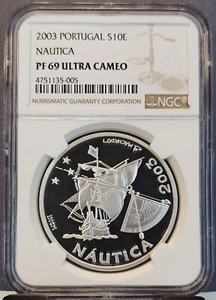 2003 PORTUGAL S10E
NAUTICA
PF 69 ULTRA CAMEO
4751135-005
NUMISMATIC GUARANTY CORPORATION
NGC
2003
NAUTICA